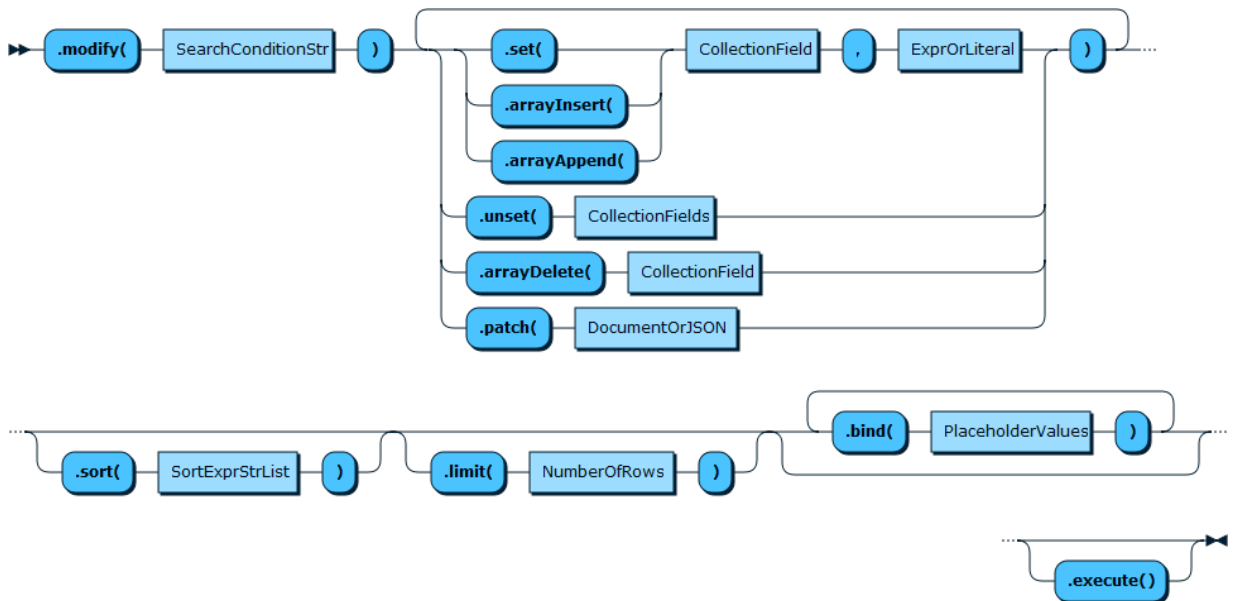 .modify( SearchConditionStr ) .set( CollectionField , ExprOrLiteral ) ....
.arrayInsert(
.arrayAppend(
.unset( CollectionFields
.arrayDelete( CollectionField
.patch( DocumentOrJSON
.... .bind( PlaceholderValues ) ....
.sort( SortExprStrList ) .limit( NumberOfRows )
....
.execute()